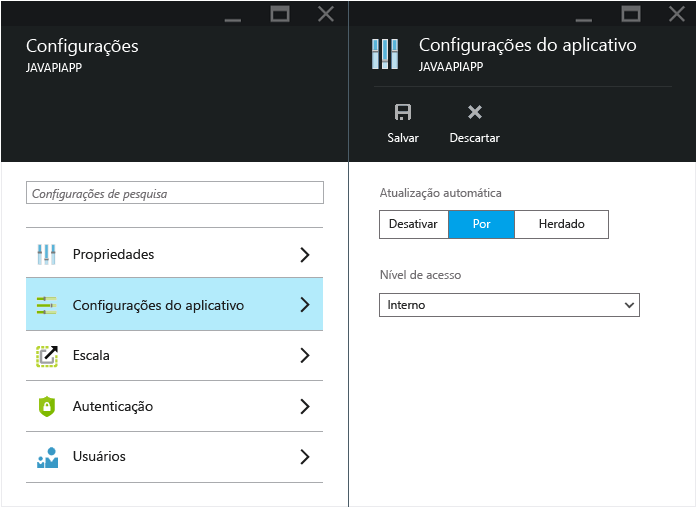 Configurações
JAVAPIAPP
Configurações de pesquisa
Propriedades
Configurações do aplicativo
Escala
Autenticação
Usuários
Configurações do aplicativo
JAVAAPIAPP
Salvar
Descartar
Atualização automática
Desativar
Por
Herdado
Nível de acesso
Interno